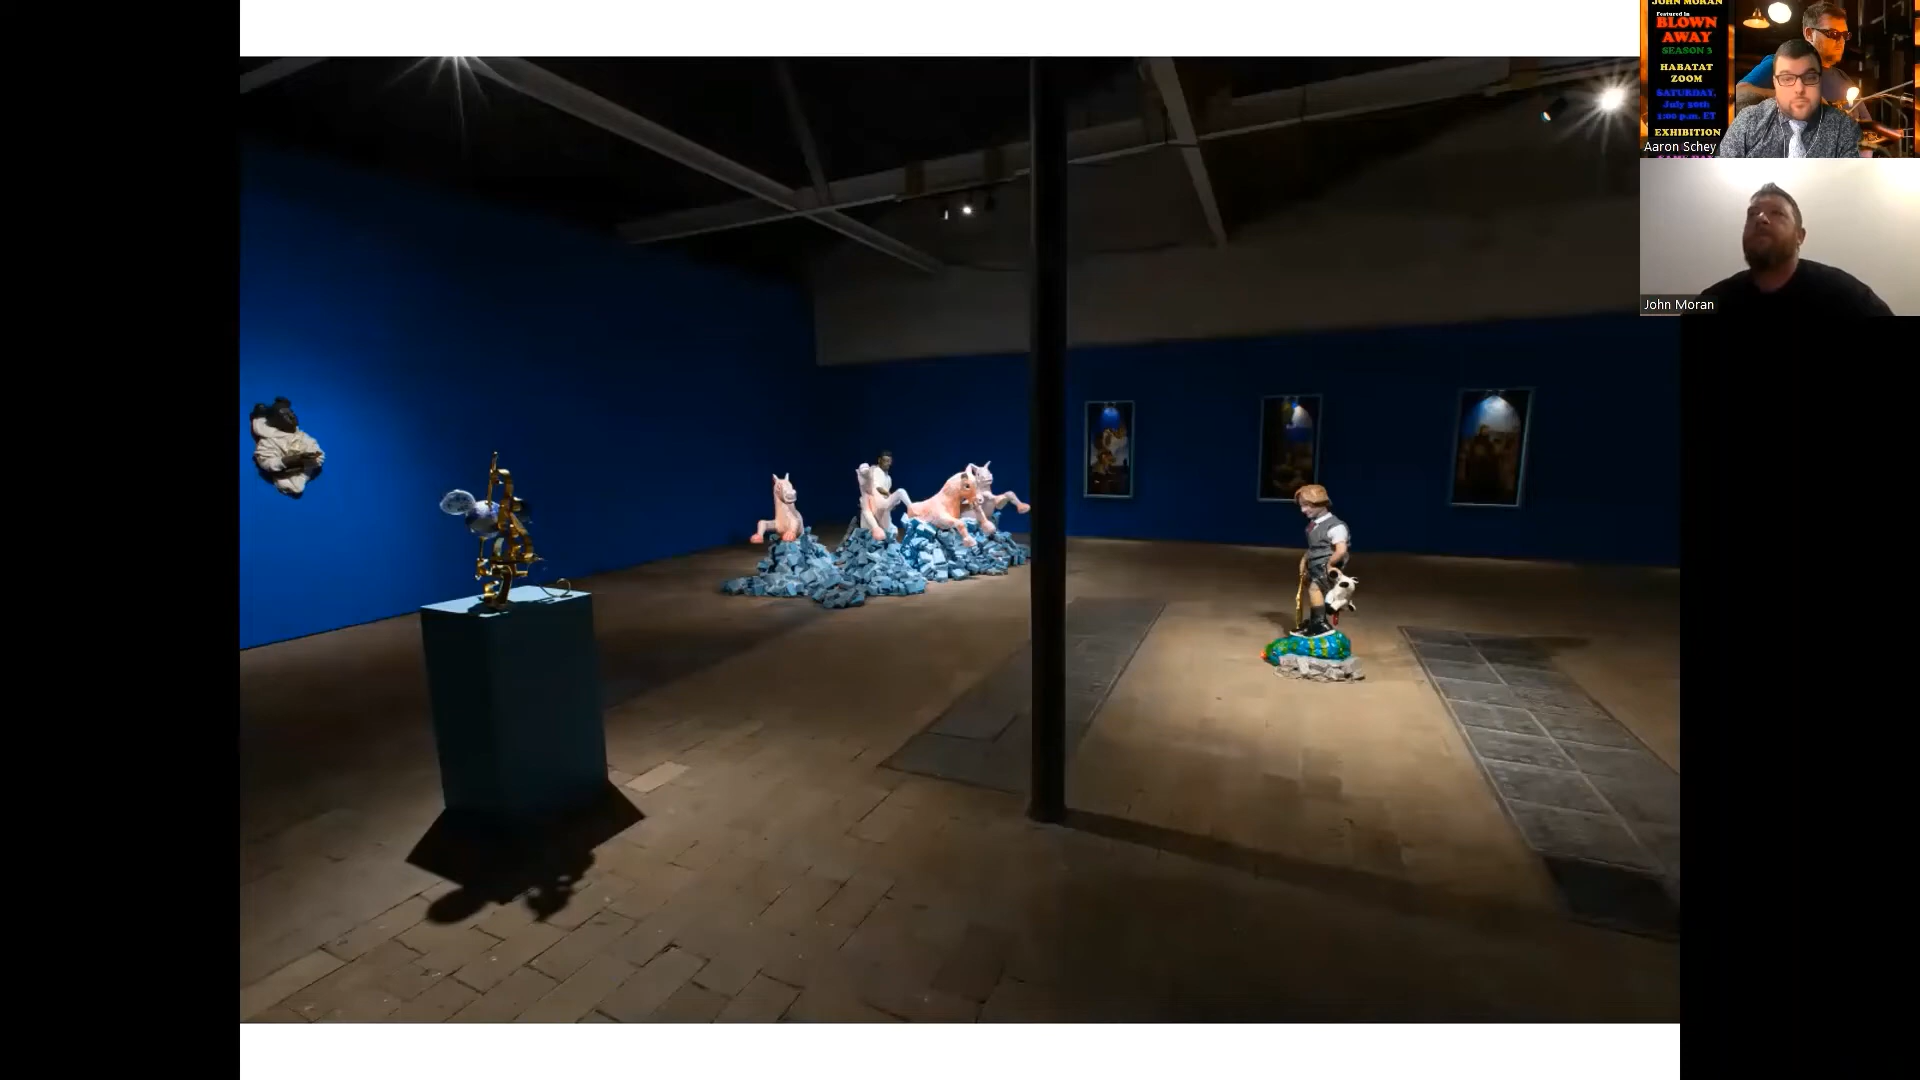 JOHN MORAN
Featured in
BLOWN
AWAY
SEASON 3
HABATAT
ZOOM
SATURDAY,
July 30th
1:00 p.m. ET
EXHIBITION
Aaron Schey
John Moran